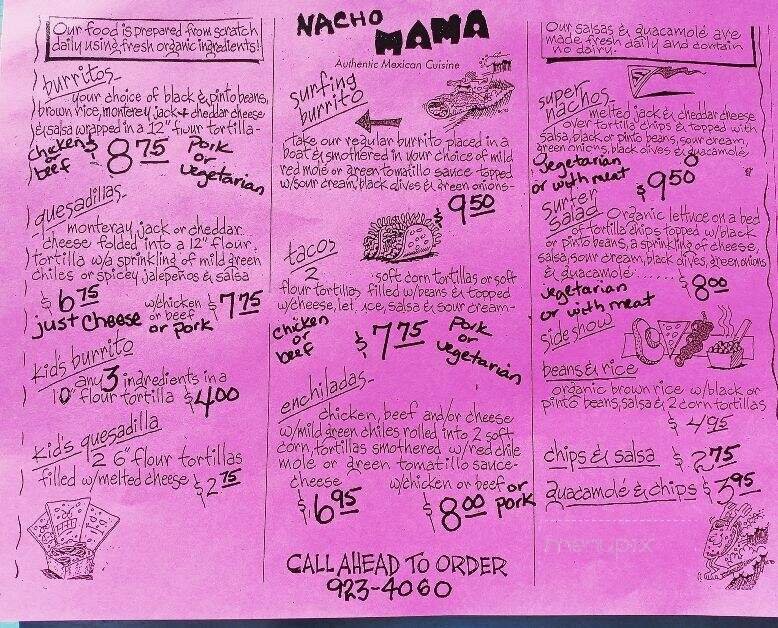 Our food is prepared from scratch
daily using fresh organic ingredients!
burritos-
your choice of black & pinto beans,
brown rice, monterey jack & cheddar cheese
& salsa wrapped in a 12" flour tortilla-
chicken or beef $8 75 Pork or vegetarian
quesadillas-
monteray jack or cheddar
cheese folded into a 12" flour
tortilla w/a sprinkling of mild green
chiles or spicey jalepeños & salsa
$6 75 w/chicken $7 75
just cheese or beef
or pork
kid's burrito
any 3 ingredients in a
10" flour tortilla $4.00
kid's quesadilla
2 6" flour tortillas
filled w/melted cheese $2 75
NACHO MAMA
Authentic Mexican Cuisine
surfing
burrito
Take our regular burrito placed in a
boat & smothered in your choice of mild
red mole or green tomatillo sauce-topped
w/sour cream, black olives & green onions-
$9 50
tacos
2 soft corn tortillas or soft
flour tortillas filled w/beans & topped
w/cheese, let uce, salsa & sour cream-
chicken or beef $7 75 Pork or vegetarian
enchiladas-
chicken, beef and/or cheese
w/mild green chiles rolled into 2 soft
corn tortillas smothered w/red chile
mole or green tomatillo sauce-
cheese w/chicken or beef or
$6 95 $8 00 Pork
CALL AHEAD TO ORDER
923-4060
Our salsas & guacamolé are
made fresh daily and contain
no dairy.
super
nachos-
melted jack & cheddar cheese
over tortilla chips & topped with
salsa, black or pinto beans, sour cream,
green onions, black olives & guacamolé
vegetarian
or with meat $9 50
surfer
salad
Organic lettuce on a bed
of tortilla chips topped w/black
or pinto beans, a sprinkling of cheese,
salsa, sour cream, black olives, green onions
& guacamolé.......
$8 00
vegetarian
or with meat
side show
beans & rice
organic brown rice w/black or
pinto beans, salsa & 2 corn tortillas
$4 95
chips & salsa $2 75
guacamolé & chips $3 95
menupix